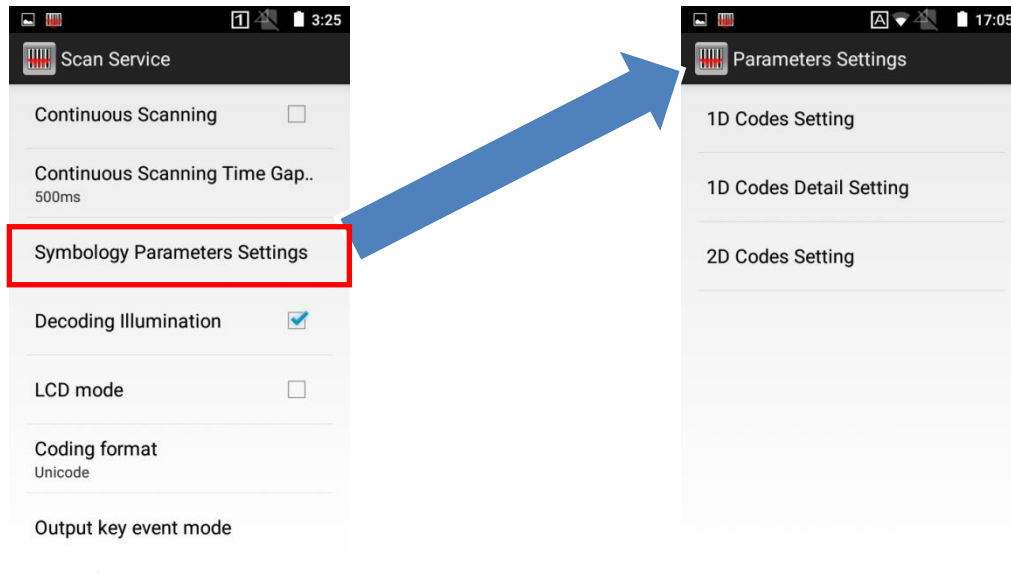 1 3:25
Scan Service
Continuous Scanning
Continuous Scanning Time Gap..
500ms
Symbology Parameters Settings
Decoding Illumination
LCD mode
Coding format
Unicode
Output key event mode
A 17:05
Parameters Settings
1D Codes Setting
1D Codes Detail Setting
2D Codes Setting